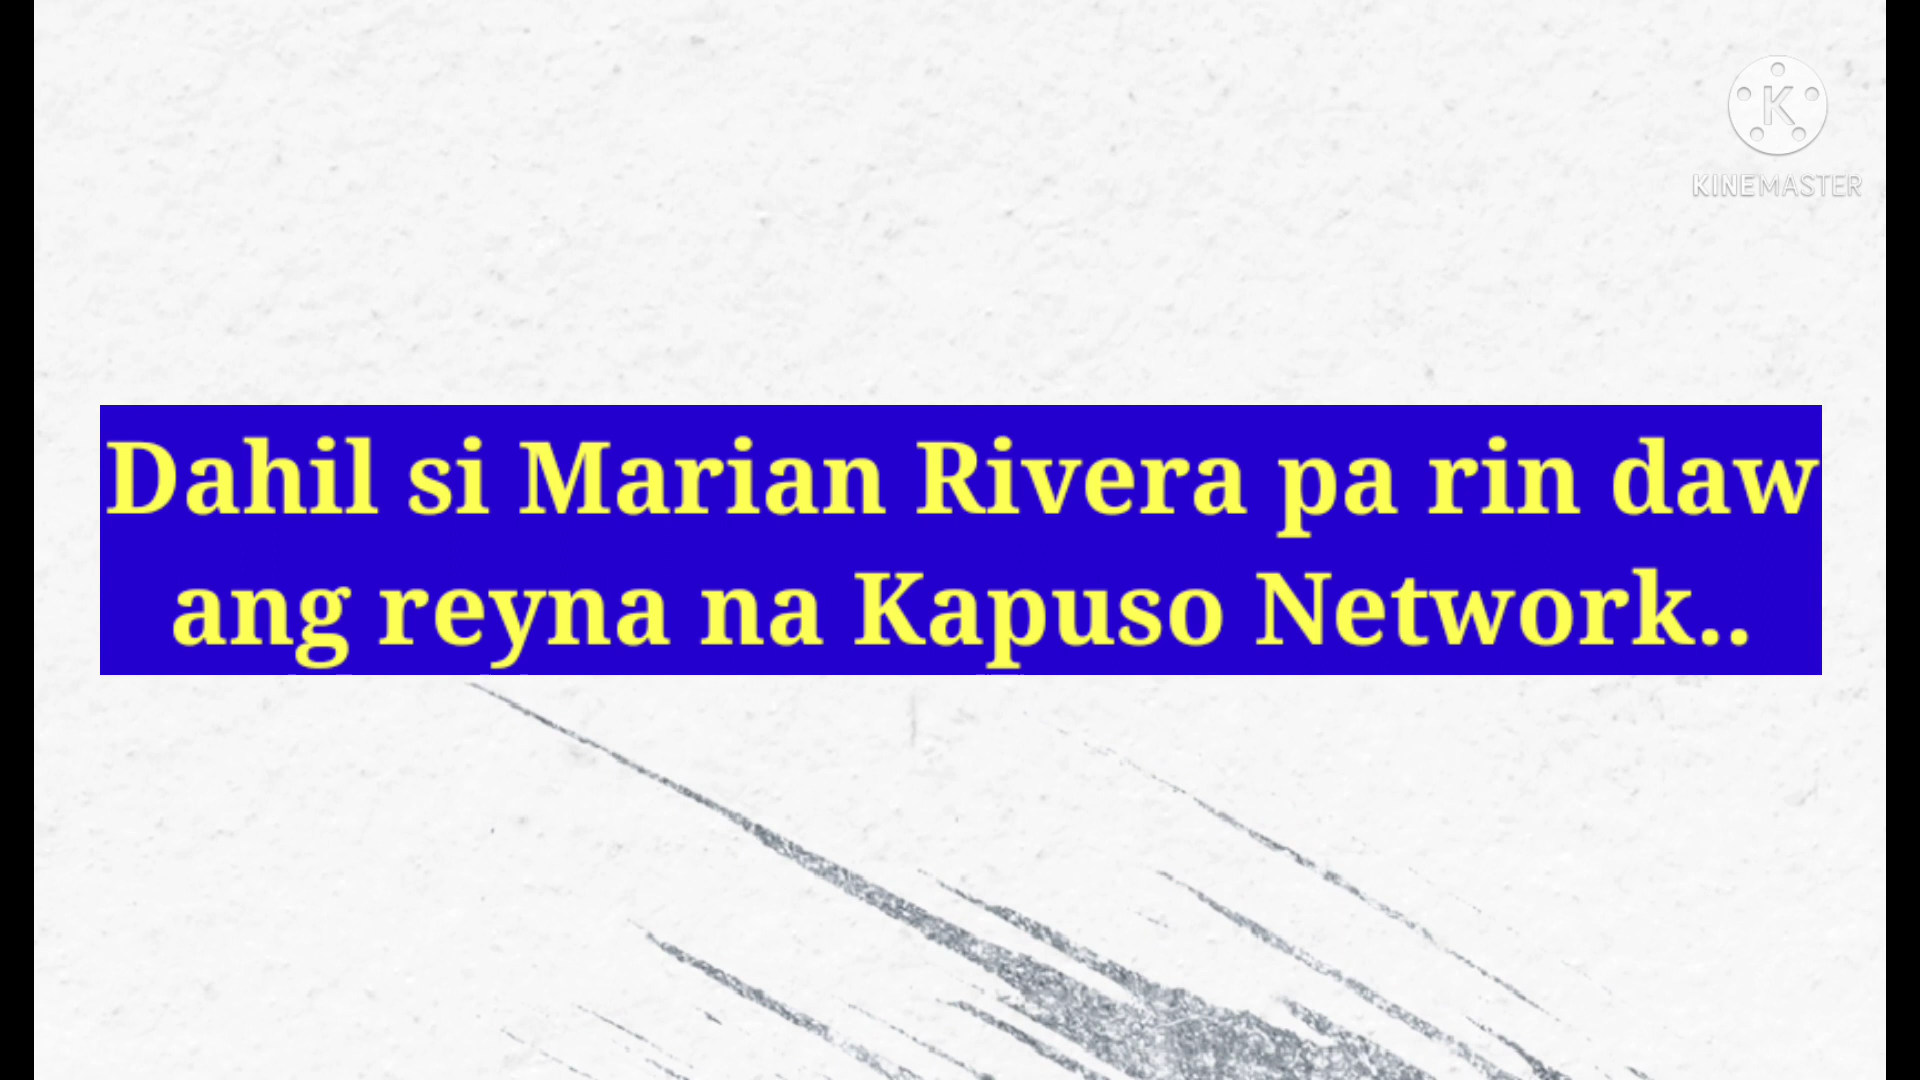 K
KINEMASTER
Dahil si Marian Rivera pa rin daw
ang reyna na Kapuso Network..